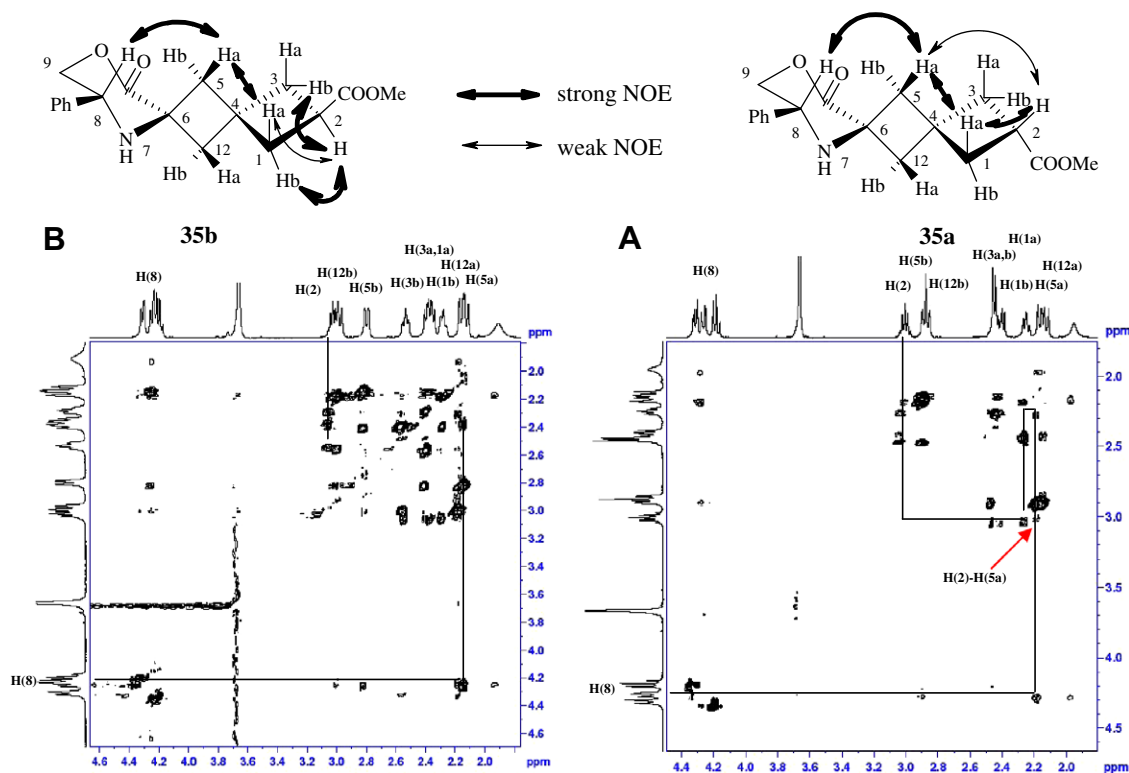 9
O
H
O
Hb
Ha
Ha
5
3
Hb
COOMe
Ph
8
6
4
Ha
2
N
H
7
12
1
H
Hb
Ha
Hb
strong NOE
weak NOE
9
O
H
O
Hb
Ha
Ha
5
3
Hb
H
Ph
8
6
4
Ha
2
N
H
7
12
1
COOMe
Hb
Ha
Hb
B
35b
H(8)
H(2)
H(12b)
H(5b)
H(3b)
H(3a,1a)
H(1b)
H(12a)
H(5a)
ppm
2.0
2.2
2.4
2.6
2.8
3.0
3.2
3.4
3.6
3.8
4.0
4.2
4.4
4.6
H(8)
4.6 4.4 4.2 4.0 3.8 3.6 3.4 3.2 3.0 2.8 2.6 2.4 2.2 2.0 ppm
A
35a
H(8)
H(2)
H(5b)
H(12b)
H(3a,b)
H(1a)
H(1b)
H(12a)
H(5a)
ppm
2.0
2.5
3.0
3.5
4.0
4.5
H(2)-H(5a)
H(8)
4.4 4.2 4.0 3.8 3.6 3.4 3.2 3.0 2.8 2.6 2.4 2.2 2.0 ppm